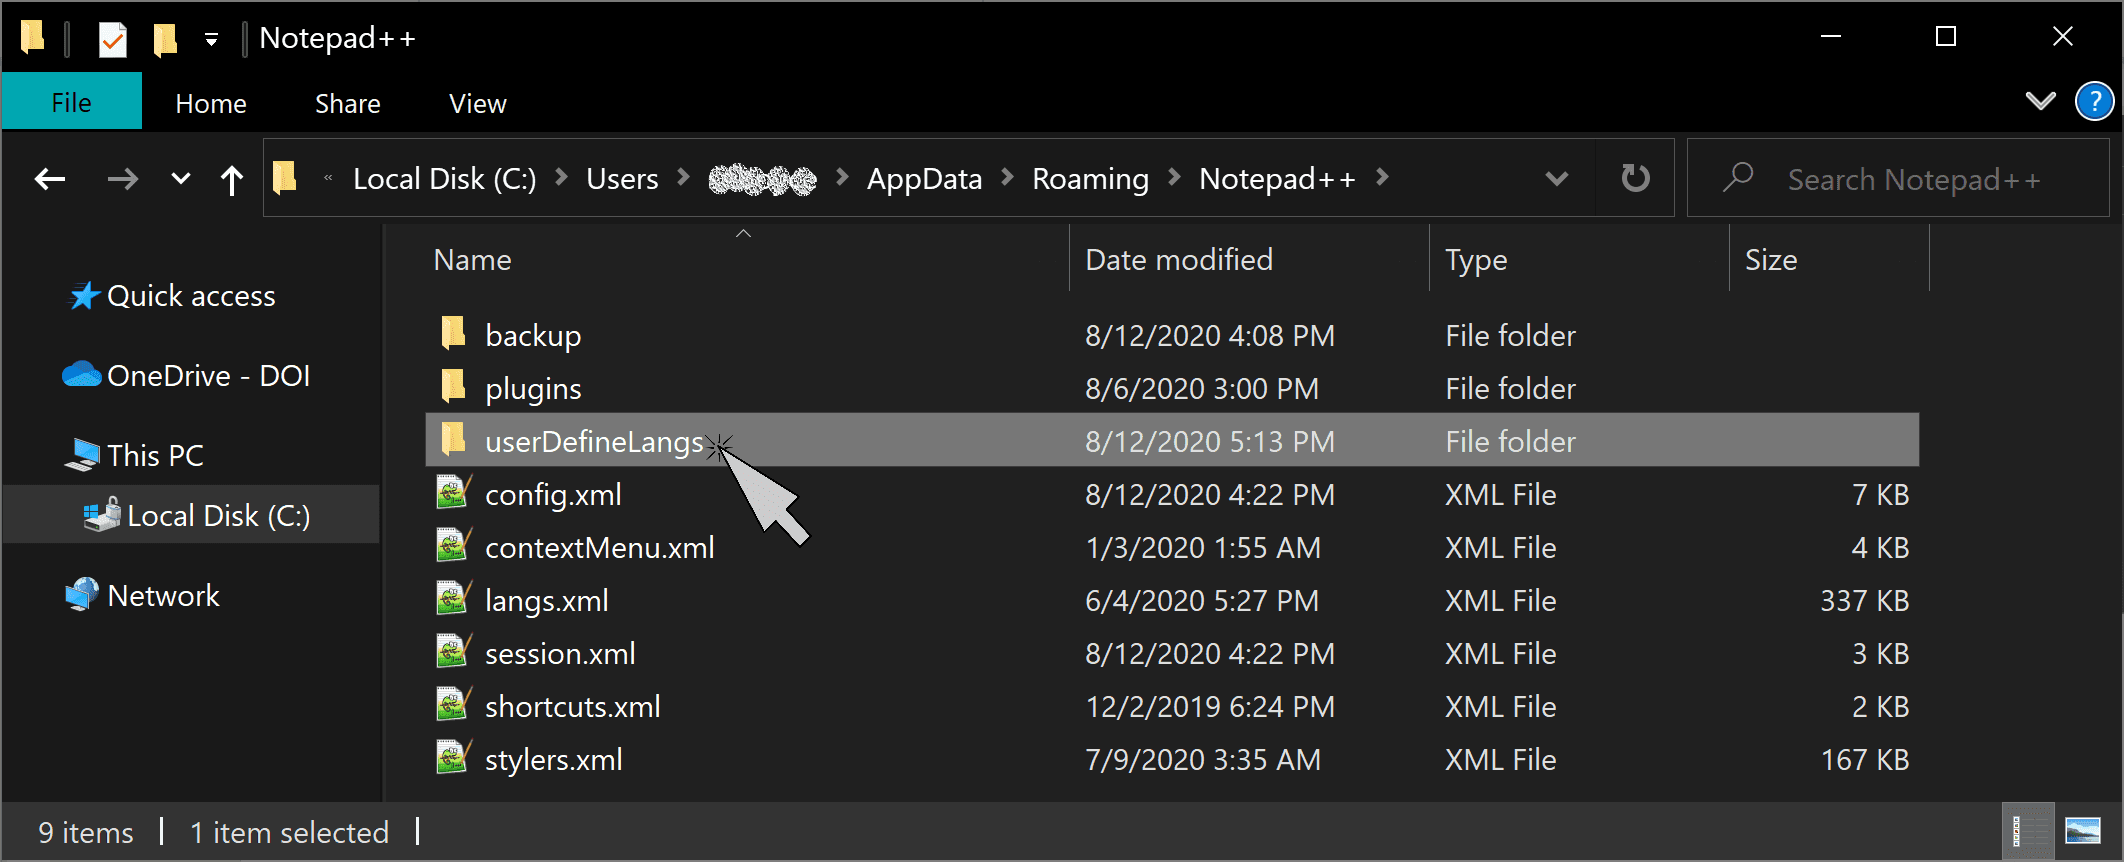 Notepad++
File Home Share View
« Local Disk (C:) > Users > > AppData > Roaming > Notepad++ > Search Notepad++
Name Date modified Type Size
Quick access
OneDrive - DOI
This PC
Local Disk (C:)
Network
backup 8/12/2020 4:08 PM File folder
plugins 8/6/2020 3:00 PM File folder
userDefineLangs 8/12/2020 5:13 PM File folder
config.xml 8/12/2020 4:22 PM XML File 7 KB
contextMenu.xml 1/3/2020 1:55 AM XML File 4 KB
langs.xml 6/4/2020 5:27 PM XML File 337 KB
session.xml 8/12/2020 4:22 PM XML File 3 KB
shortcuts.xml 12/2/2019 6:24 PM XML File 2 KB
stylers.xml 7/9/2020 3:35 AM XML File 167 KB
9 items 1 item selected